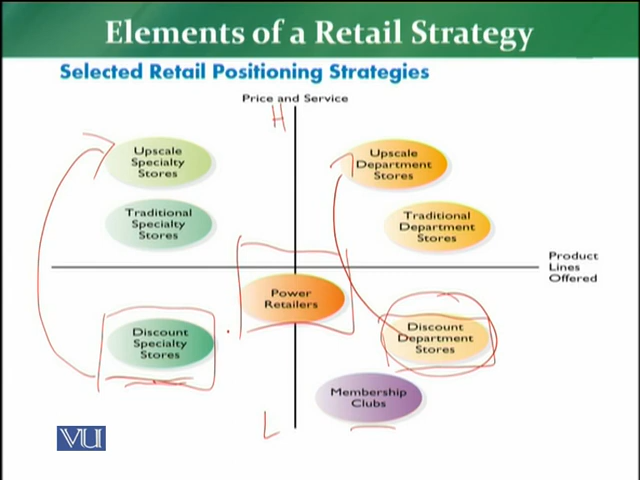 Elements of a Retail Strategy
Selected Retail Positioning Strategies
Price and Service
H
Upscale
Specialty
Stores
Upscale
Department
Stores
Traditional
Specialty
Stores
Traditional
Department
Stores
Product
Lines
Offered
Power
Retailers
Discount
Specialty
Stores
Discount
Department
Stores
Membership
Clubs
L
VU